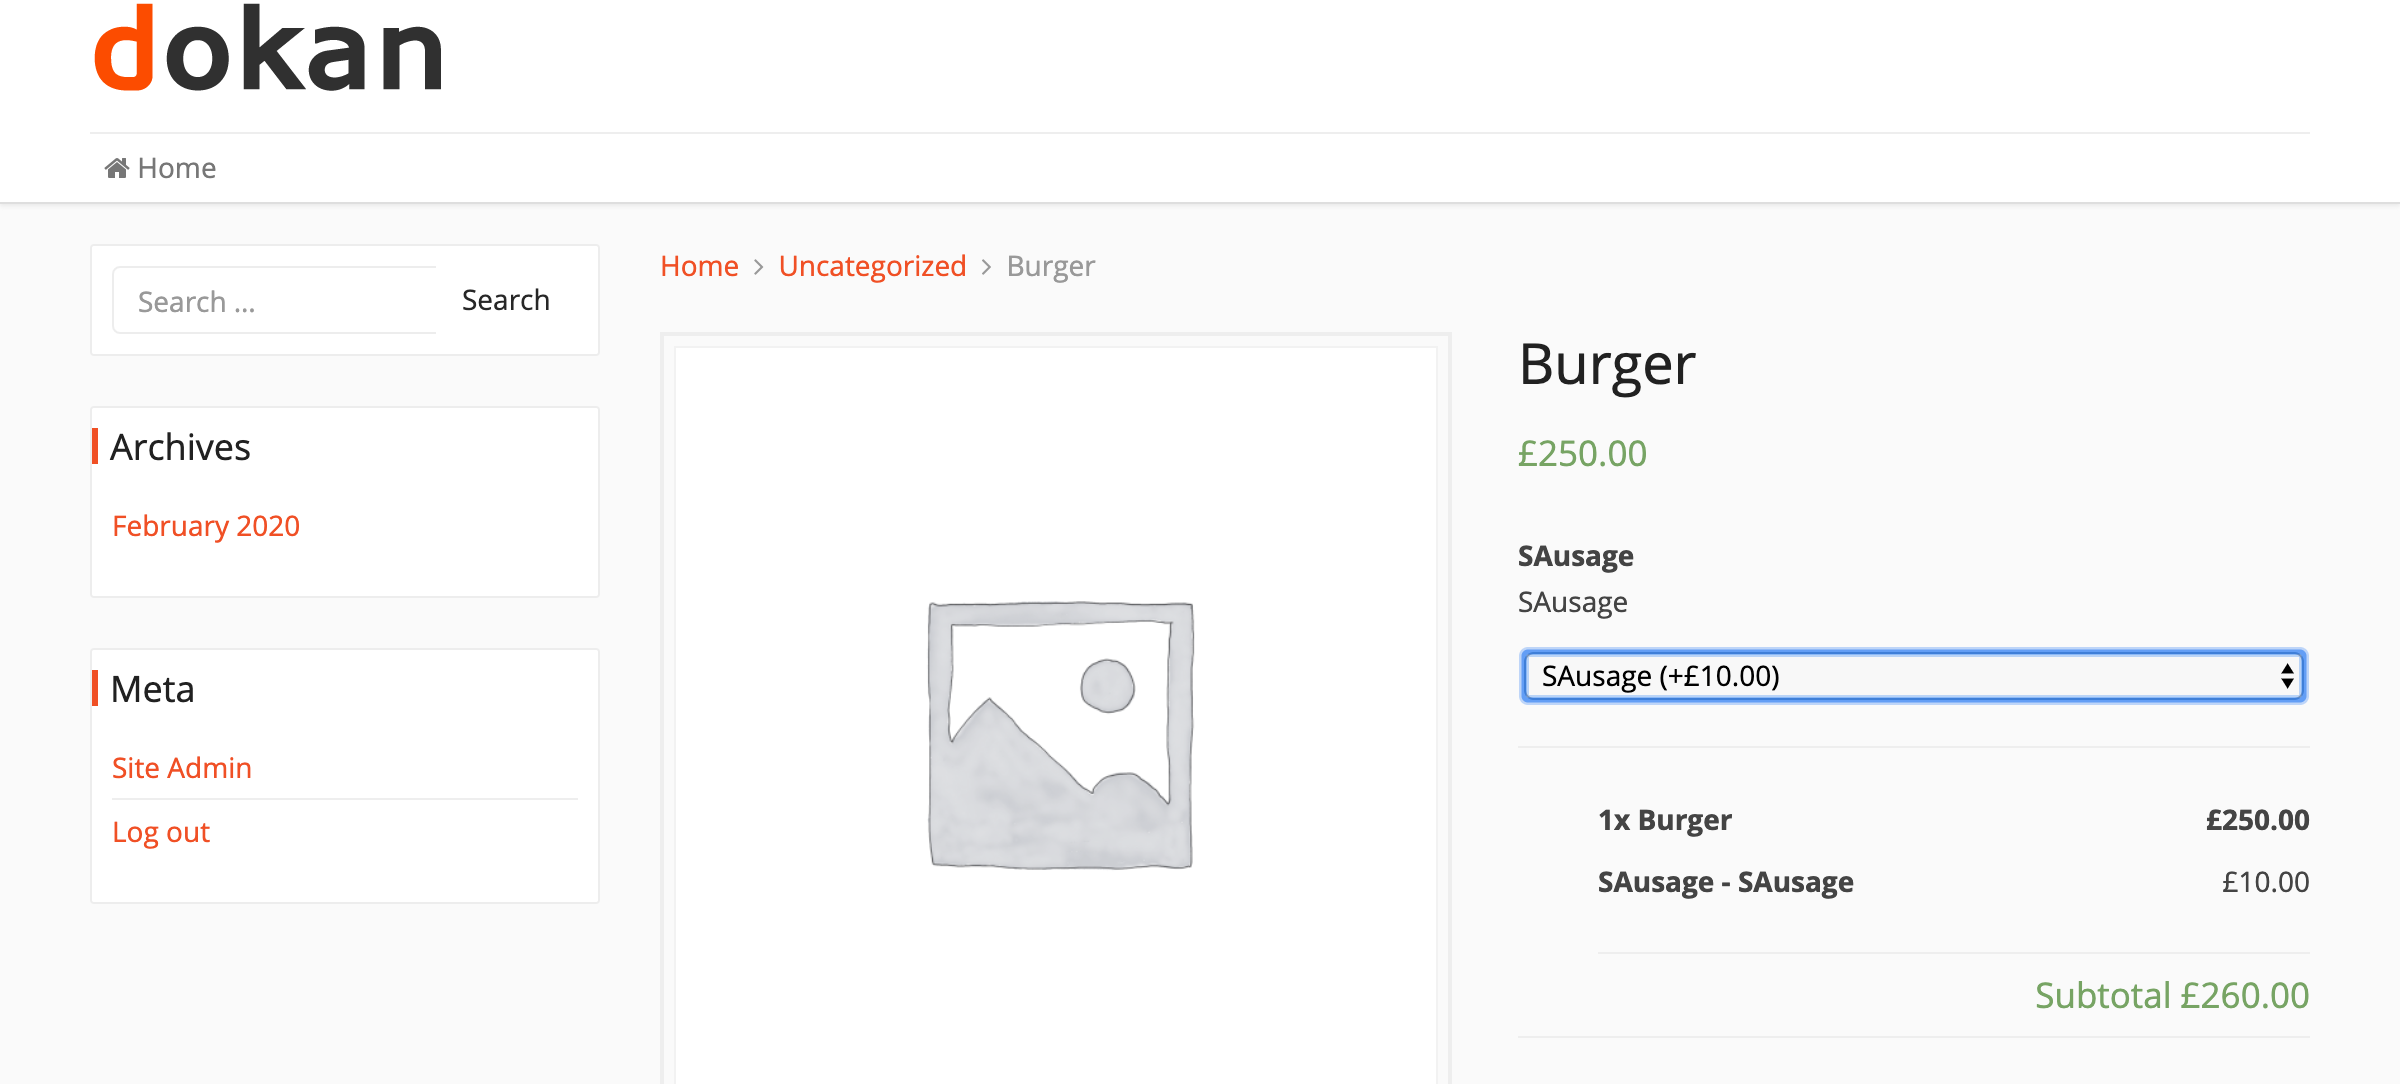 dokan
Home
Search ...
Search
Archives
February 2020
Meta
Site Admin
Log out
Home > Uncategorized > Burger
Burger
£250.00
SAusage
SAusage
SAusage (+£10.00)
1x Burger £250.00
SAusage - SAusage £10.00
Subtotal £260.00